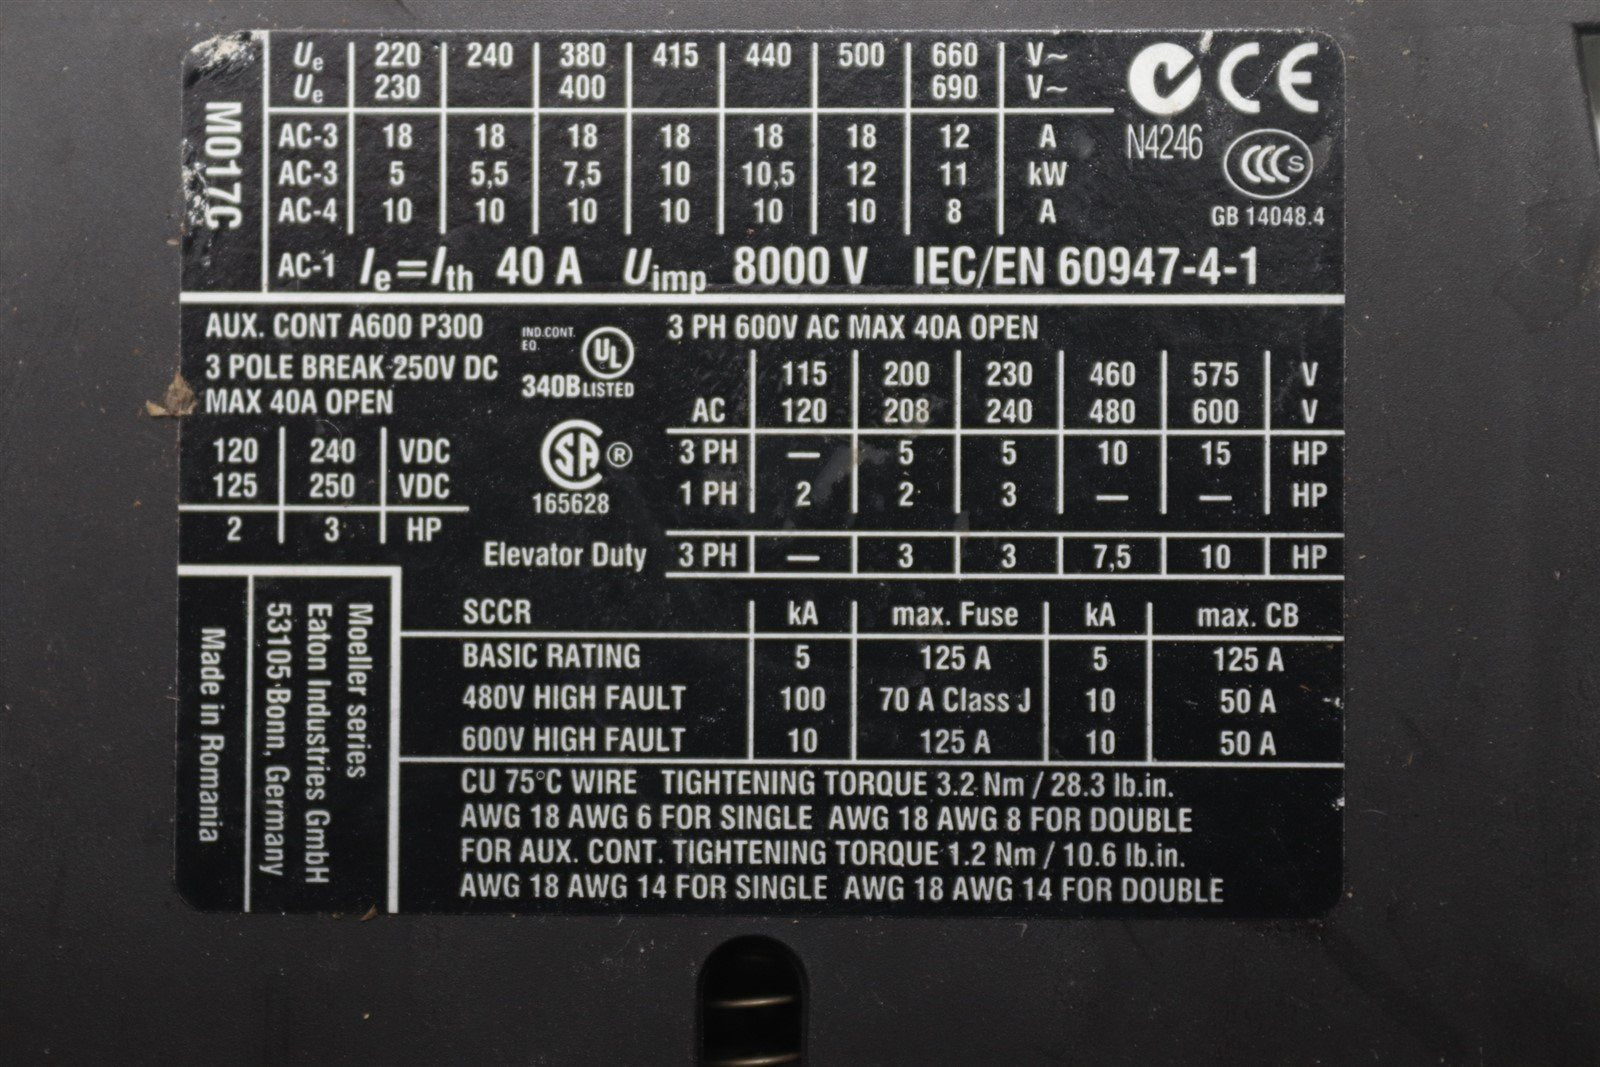 M017C
Ue 220 240 380 415 440 500 660 V~
Ue 230 400 690 V~
AC-3 18 18 18 18 18 18 12 A
AC-3 5 5,5 7,5 10 10,5 12 11 kW
AC-4 10 10 10 10 10 10 8 A
AC-1 Ie=Ith 40 A Uimp 8000 V IEC/EN 60947-4-1
CE
N4246
CCC S
GB 14048.4
AUX. CONT A600 P300
3 POLE BREAK 250V DC
MAX 40A OPEN
120 240 VDC
125 250 VDC
2 3 HP
IND.CONT.
EQ.
UL
340B LISTED
SA ®
165628
3 PH 600V AC MAX 40A OPEN
115 200 230 460 575 V
AC 120 208 240 480 600 V
3 PH — 5 5 10 15 HP
1 PH 2 2 3 — — HP
Elevator Duty 3 PH — 3 3 7,5 10 HP
SCCR kA max. Fuse kA max. CB
BASIC RATING 5 125 A 5 125 A
480V HIGH FAULT 100 70 A Class J 10 50 A
600V HIGH FAULT 10 125 A 10 50 A
CU 75°C WIRE TIGHTENING TORQUE 3.2 Nm / 28.3 lb.in.
AWG 18 AWG 6 FOR SINGLE AWG 18 AWG 8 FOR DOUBLE
FOR AUX. CONT. TIGHTENING TORQUE 1.2 Nm / 10.6 lb.in.
AWG 18 AWG 14 FOR SINGLE AWG 18 AWG 14 FOR DOUBLE
Moeller series
Eaton Industries GmbH
53105 Bonn, Germany
Made in Romania